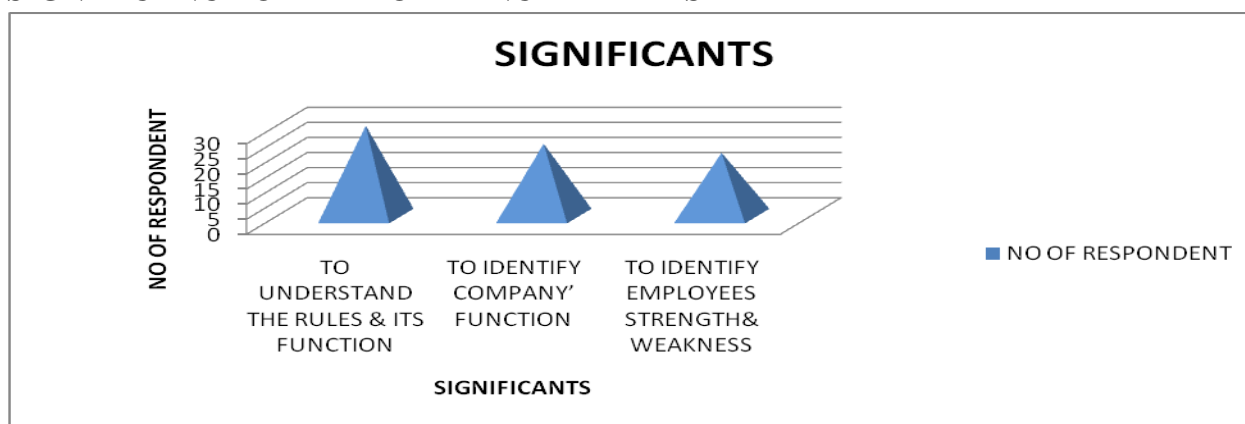 SIGNIFICANTS
NO OF RESPONDENT
30
25
20
15
10
5
0
TO UNDERSTAND THE RULES & ITS FUNCTION
TO IDENTIFY COMPANY’ FUNCTION
TO IDENTIFY EMPLOYEES STRENGTH& WEAKNESS
SIGNIFICANTS
NO OF RESPONDENT